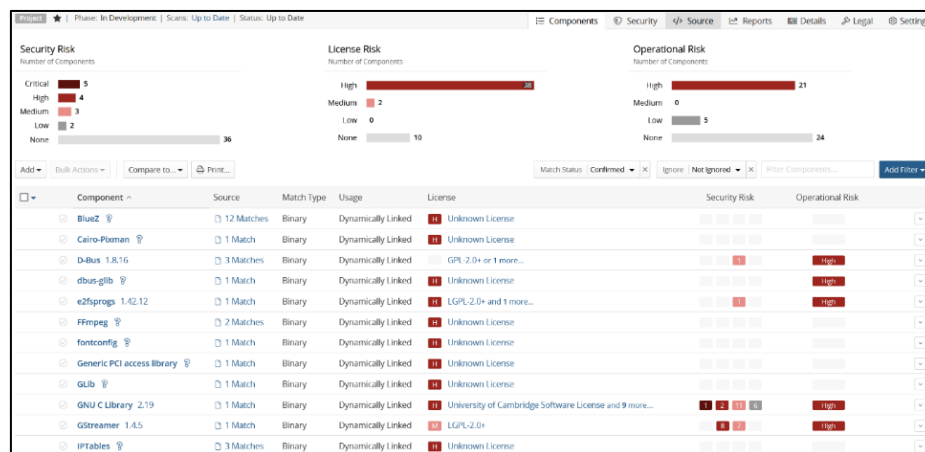 Project Phase: In Development | Scans: Up to Date | Status: Up to Date
Components Security Source Reports Details Legal Setting
Security Risk
Number of Components
Critical 5
High 4
Medium 3
Low 2
None 36
License Risk
Number of Components
High 38
Medium 2
Low 0
None 10
Operational Risk
Number of Components
High 21
Medium 0
Low 5
None 24
Add Bulk Actions Compare to... Print... Match Status Confirmed × Ignore Not Ignored × Filter Components... Add Filter
Component Source Match Type Usage License Security Risk Operational Risk
BlueZ ? 12 Matches Binary Dynamically Linked H Unknown License
Cairo-Pixman ? 1 Match Binary Dynamically Linked H Unknown License
D-Bus 1.8.16 3 Matches Binary Dynamically Linked GPL-2.0+ or 1 more... 1 High
dbus-glib ? 1 Match Binary Dynamically Linked H Unknown License High
e2fsprogs 1.42.12 1 Match Binary Dynamically Linked H LGPL-2.0+ and 1 more... 1 High
FFmpeg ? 2 Matches Binary Dynamically Linked H Unknown License
fontconfig ? 1 Match Binary Dynamically Linked H Unknown License
Generic PCI access library ? 1 Match Binary Dynamically Linked H Unknown License
GLib ? 1 Match Binary Dynamically Linked H Unknown License
GNU C Library 2.19 1 Match Binary Dynamically Linked H University of Cambridge Software License and 9 more... 1 2 11 6 High
GStreamer 1.4.5 1 Match Binary Dynamically Linked M LGPL-2.0+ 8 7 High
IPTables ? 3 Matches Binary Dynamically Linked H Unknown License